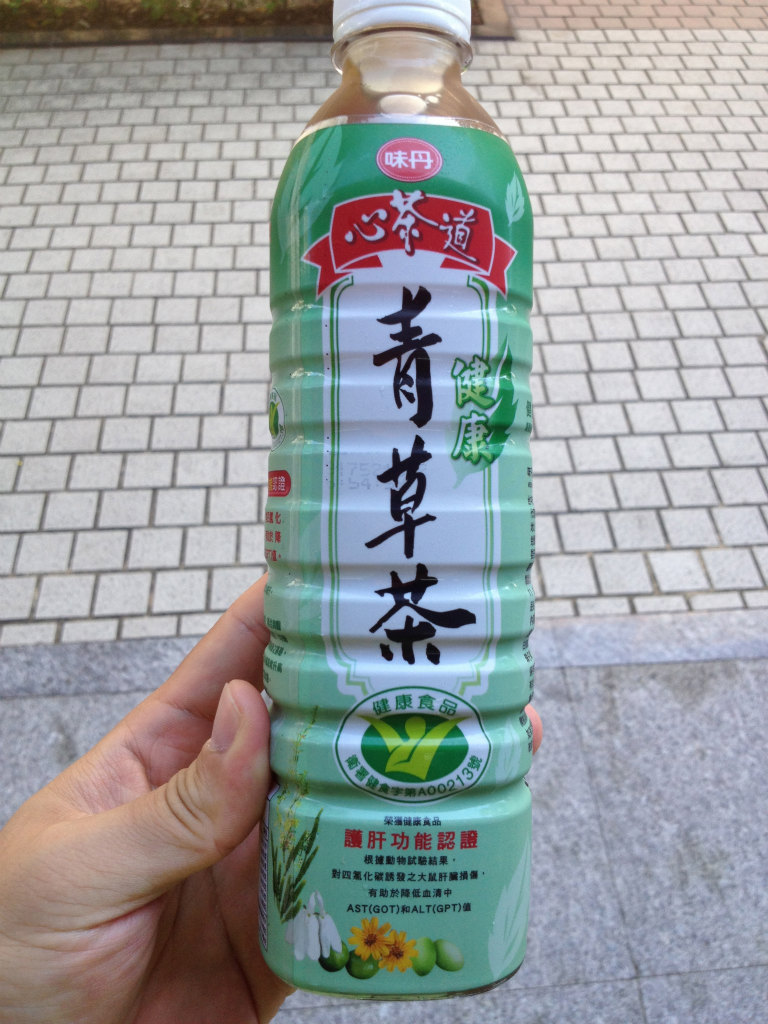 味丹
心茶道
健康
青草茶
健康食品
衛署健食字第A00213號
榮獲健康食品
護肝功能認證
根據動物試驗結果，
對四氯化碳誘發之大鼠肝臟損傷，
有助於降低血清中
AST(GOT)和ALT(GPT)值